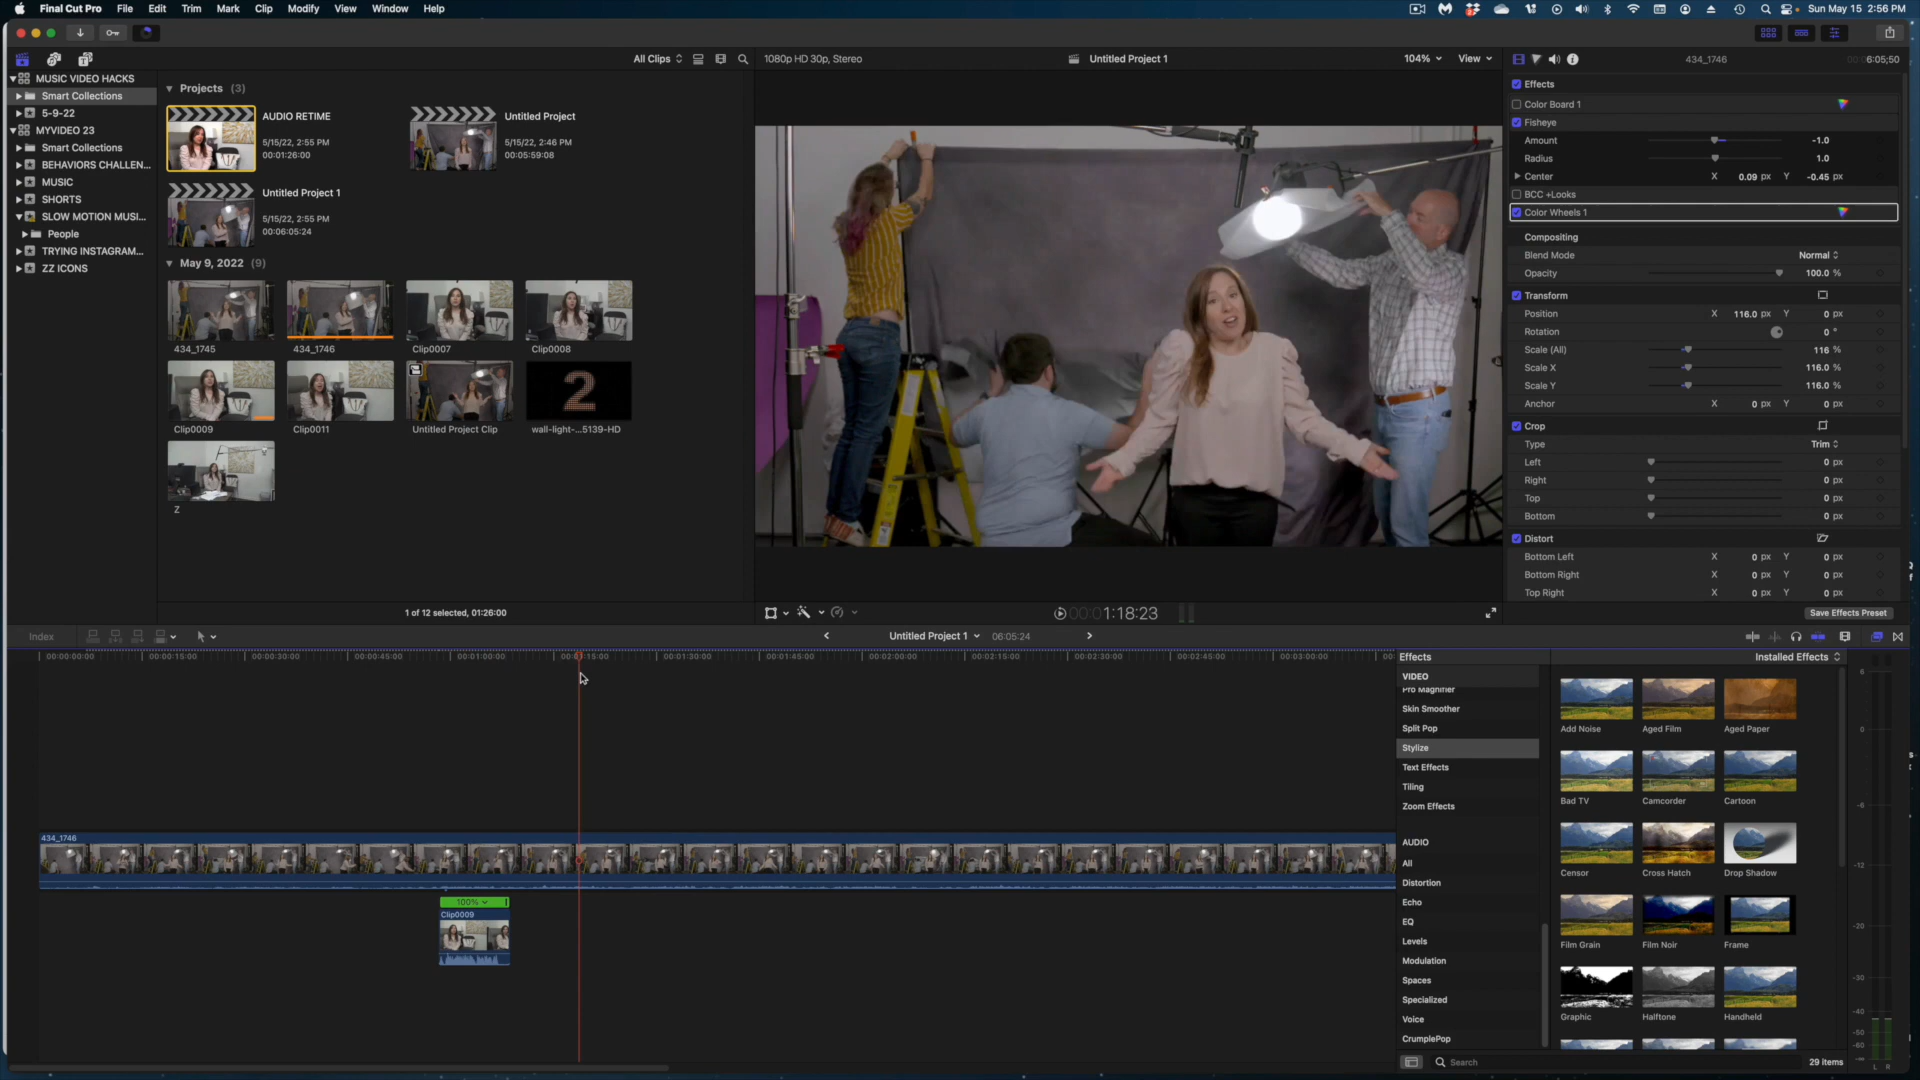 Final Cut Pro File Edit Trim Mark Clip Modify View Window Help
Sun May 15 2:56 PM
All Clips
1080p HD 30p, Stereo
Untitled Project 1
104%
View
434_1746
6:05;50
MUSIC VIDEO HACKS
Smart Collections
5-9-22
MYVIDEO 23
Smart Collections
BEHAVIORS CHALLEN...
MUSIC
SHORTS
SLOW MOTION MUSI...
People
TRYING INSTAGRAM...
ZZ ICONS
Projects (3)
AUDIO RETIME
5/15/22, 2:55 PM
00:01:26:00
Untitled Project
5/15/22, 2:46 PM
00:05:59:08
Untitled Project 1
5/15/22, 2:55 PM
00:06:05:24
May 9, 2022 (9)
434_1745
434_1746
Clip0007
Clip0008
Clip0009
Clip0011
Untitled Project Clip
2
wall-light-...5139-HD
Z
1 of 12 selected, 01:26:00
00:00:01:18:23
Effects
Color Board 1
Fisheye
Amount -1.0
Radius 1.0
Center X 0.09 px Y -0.45 px
BCC +Looks
Color Wheels 1
Compositing
Blend Mode Normal
Opacity 100.0 %
Transform
Position X 116.0 px Y 0 px
Rotation 0 °
Scale (All) 116 %
Scale X 116.0 %
Scale Y 116.0 %
Anchor X 0 px Y 0 px
Crop
Type Trim
Left 0 px
Right 0 px
Top 0 px
Bottom 0 px
Distort
Bottom Left X 0 px Y 0 px
Bottom Right X 0 px Y 0 px
Top Right X 0 px Y 0 px
Save Effects Preset
Index
Untitled Project 1
06:05:24
00:00:00:00 00:00:15:00 00:00:30:00 00:00:45:00 00:01:00:00 00:01:15:00 00:01:30:00 00:01:45:00 00:02:00:00 00:02:15:00 00:02:30:00 00:02:45:00 00:03:00:00
434_1746
100%
Clip0009
Effects
Installed Effects
VIDEO
Pro Magnifier
Skin Smoother
Split Pop
Stylize
Text Effects
Tiling
Zoom Effects
AUDIO
All
Distortion
Echo
EQ
Levels
Modulation
Spaces
Specialized
Voice
CrumplePop
Add Noise
Aged Film
Aged Paper
Bad TV
Camcorder
Cartoon
Censor
Cross Hatch
Drop Shadow
Film Grain
Film Noir
Frame
Graphic
Halftone
Handheld
Search
29 items
6
0
-6
-12
-20
-30
-40
-50
-60
L R